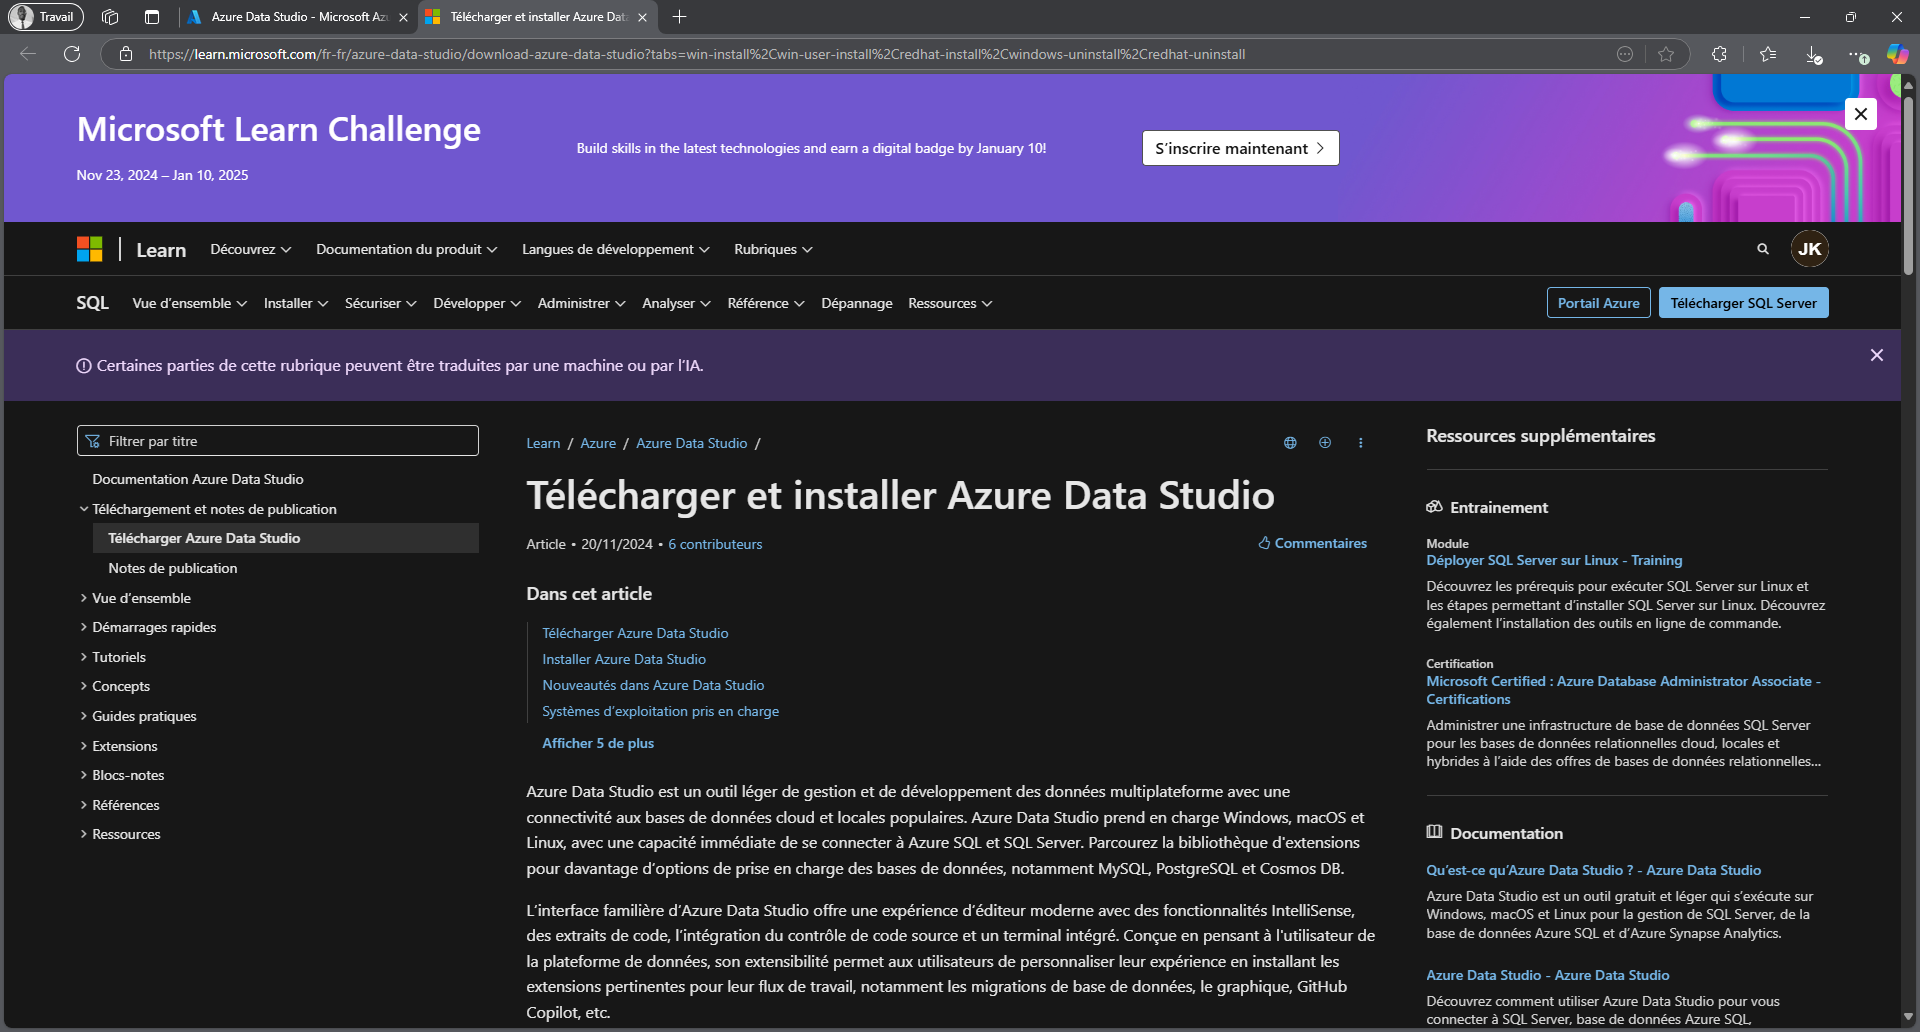 Travail
Azure Data Studio - Microsoft Az
Télécharger et installer Azure Dat
https://learn.microsoft.com/fr-fr/azure-data-studio/download-azure-data-studio?tabs=win-install%2Cwin-user-install%2Credhat-install%2Cwindows-uninstall%2Credhat-uninstall
Microsoft Learn Challenge
Nov 23, 2024 – Jan 10, 2025
Build skills in the latest technologies and earn a digital badge by January 10!
S’inscrire maintenant
Learn
Découvrez
Documentation du produit
Langues de développement
Rubriques
JK
SQL
Vue d’ensemble
Installer
Sécuriser
Développer
Administrer
Analyser
Référence
Dépannage
Ressources
Portail Azure
Télécharger SQL Server
Certaines parties de cette rubrique peuvent être traduites par une machine ou par l’IA.
Filtrer par titre
Documentation Azure Data Studio
Téléchargement et notes de publication
Télécharger Azure Data Studio
Notes de publication
Vue d’ensemble
Démarrages rapides
Tutoriels
Concepts
Guides pratiques
Extensions
Blocs-notes
Références
Ressources
Learn / Azure / Azure Data Studio /
Télécharger et installer Azure Data Studio
Article • 20/11/2024 • 6 contributeurs
Commentaires
Dans cet article
Télécharger Azure Data Studio
Installer Azure Data Studio
Nouveautés dans Azure Data Studio
Systèmes d’exploitation pris en charge
Afficher 5 de plus
Azure Data Studio est un outil léger de gestion et de développement des données multiplateforme avec une
connectivité aux bases de données cloud et locales populaires. Azure Data Studio prend en charge Windows, macOS et
Linux, avec une capacité immédiate de se connecter à Azure SQL et SQL Server. Parcourez la bibliothèque d'extensions
pour davantage d’options de prise en charge des bases de données, notamment MySQL, PostgreSQL et Cosmos DB.
L’interface familière d’Azure Data Studio offre une expérience d’éditeur moderne avec des fonctionnalités IntelliSense,
des extraits de code, l’intégration du contrôle de code source et un terminal intégré. Conçue en pensant à l'utilisateur de
la plateforme de données, son extensibilité permet aux utilisateurs de personnaliser leur expérience en installant les
extensions pertinentes pour leur flux de travail, notamment les migrations de base de données, le graphique, GitHub
Copilot, etc.
Ressources supplémentaires
Entrainement
Module
Déployer SQL Server sur Linux - Training
Découvrez les prérequis pour exécuter SQL Server sur Linux et
les étapes permettant d’installer SQL Server sur Linux. Découvrez
également l’installation des outils en ligne de commande.
Certification
Microsoft Certified : Azure Database Administrator Associate -
Certifications
Administrer une infrastructure de base de données SQL Server
pour les bases de données relationnelles cloud, locales et
hybrides à l’aide des offres de bases de données relationnelles...
Documentation
Qu’est-ce qu’Azure Data Studio ? - Azure Data Studio
Azure Data Studio est un outil gratuit et léger qui s’exécute sur
Windows, macOS et Linux pour la gestion de SQL Server, de la
base de données Azure SQL et d’Azure Synapse Analytics.
Azure Data Studio - Azure Data Studio
Découvrez comment utiliser Azure Data Studio pour vous
connecter à SQL Server, base de données Azure SQL,